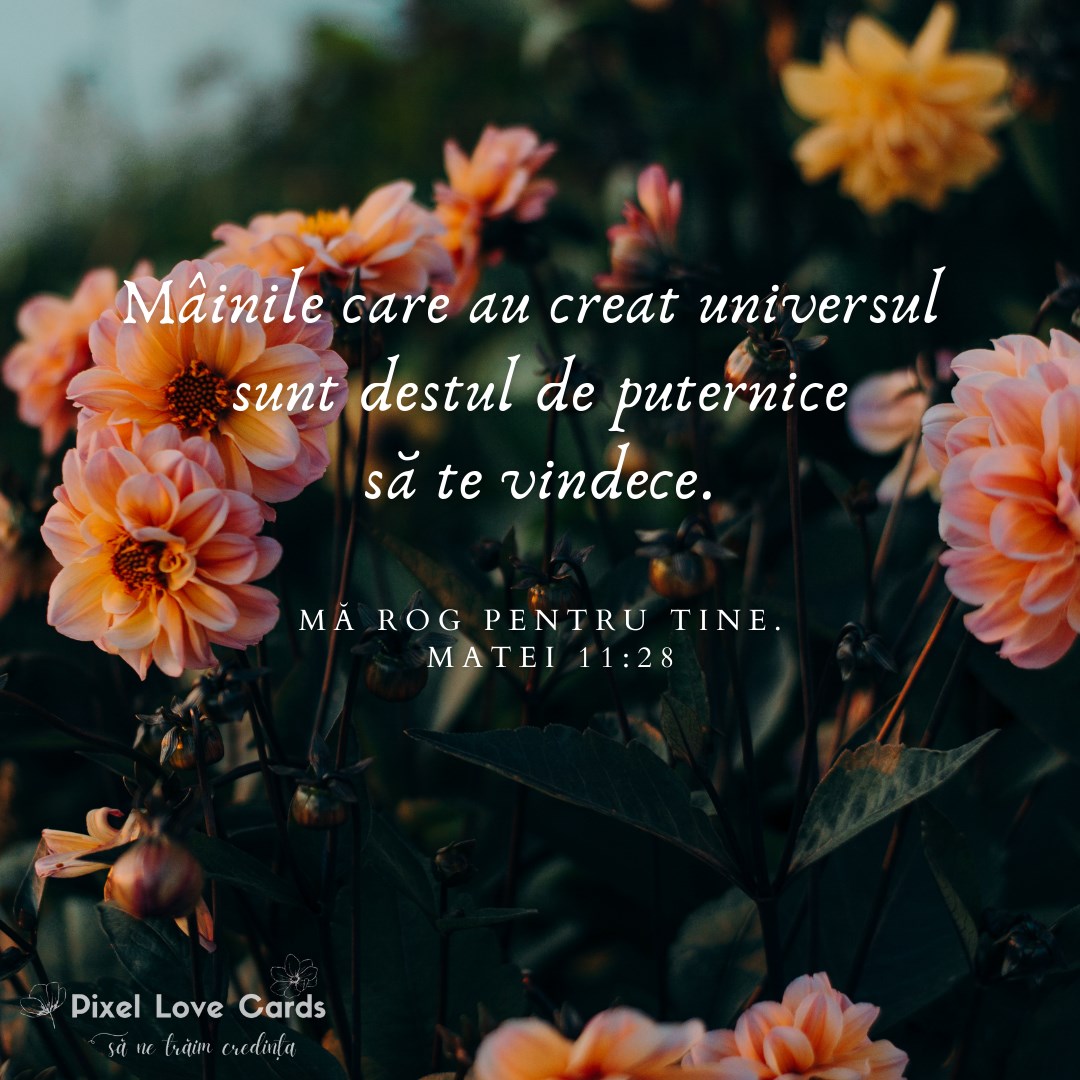 Mâinile care au creat universul
sunt destul de puternice
să te vindece.
MĂ ROG PENTRU TINE.
MATEI 11:28
Pixel Love Cards
să ne trăim credința